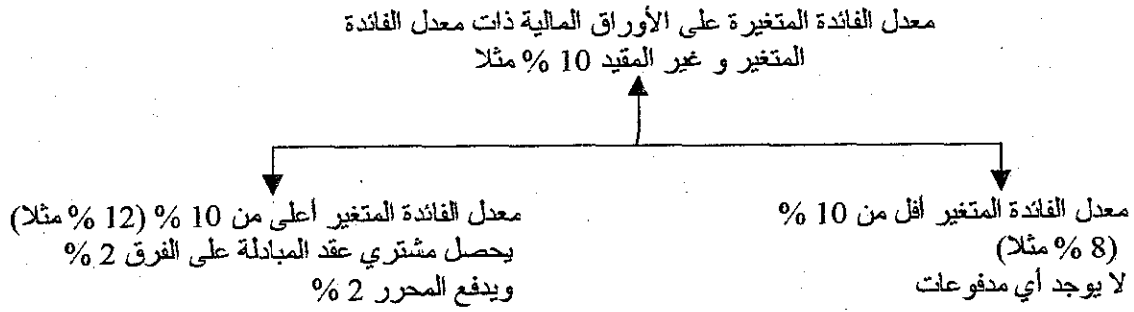 معدل الفائدة المتغيرة على الأوراق المالية ذات معدل الفائدة
المتغير و غير المقيد 10 % مثلا
معدل الفائدة المتغير أقل من 10 %
(8 % مثلا)
لا يوجد أي مدفوعات
معدل الفائدة المتغير أعلى من 10 % (12 % مثلا)
يحصل مشتري عقد المبادلة على الفرق 2 %
ويدفع المحرر 2 %